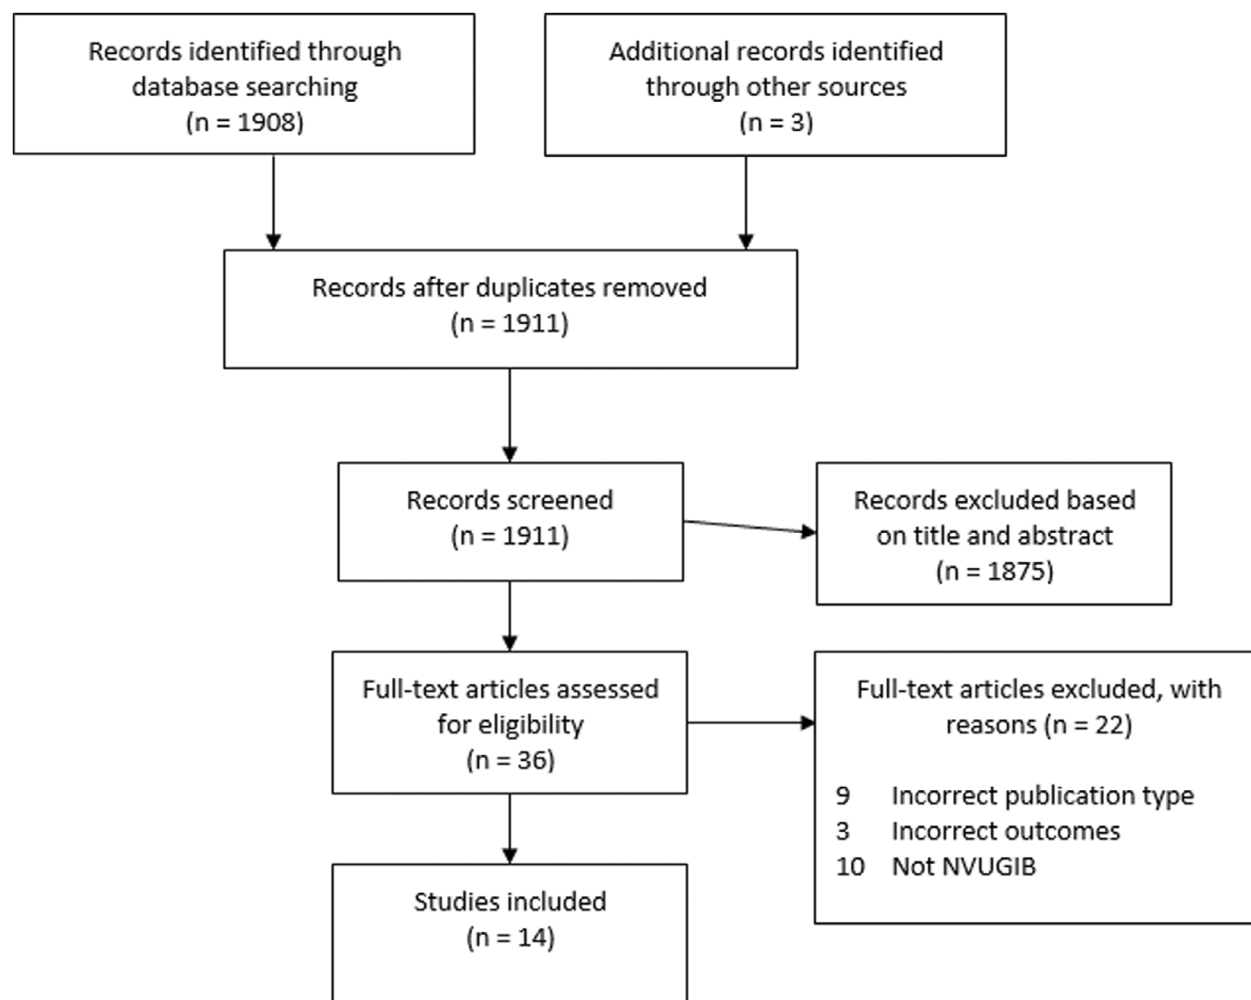 Records identified through
database searching
(n = 1908)
Additional records identified
through other sources
(n = 3)
Records after duplicates removed
(n = 1911)
Records screened
(n = 1911)
Records excluded based
on title and abstract
(n = 1875)
Full-text articles assessed
for eligibility
(n = 36)
Full-text articles excluded, with
reasons (n = 22)
9 Incorrect publication type
3 Incorrect outcomes
10 Not NVUGIB
Studies included
(n = 14)